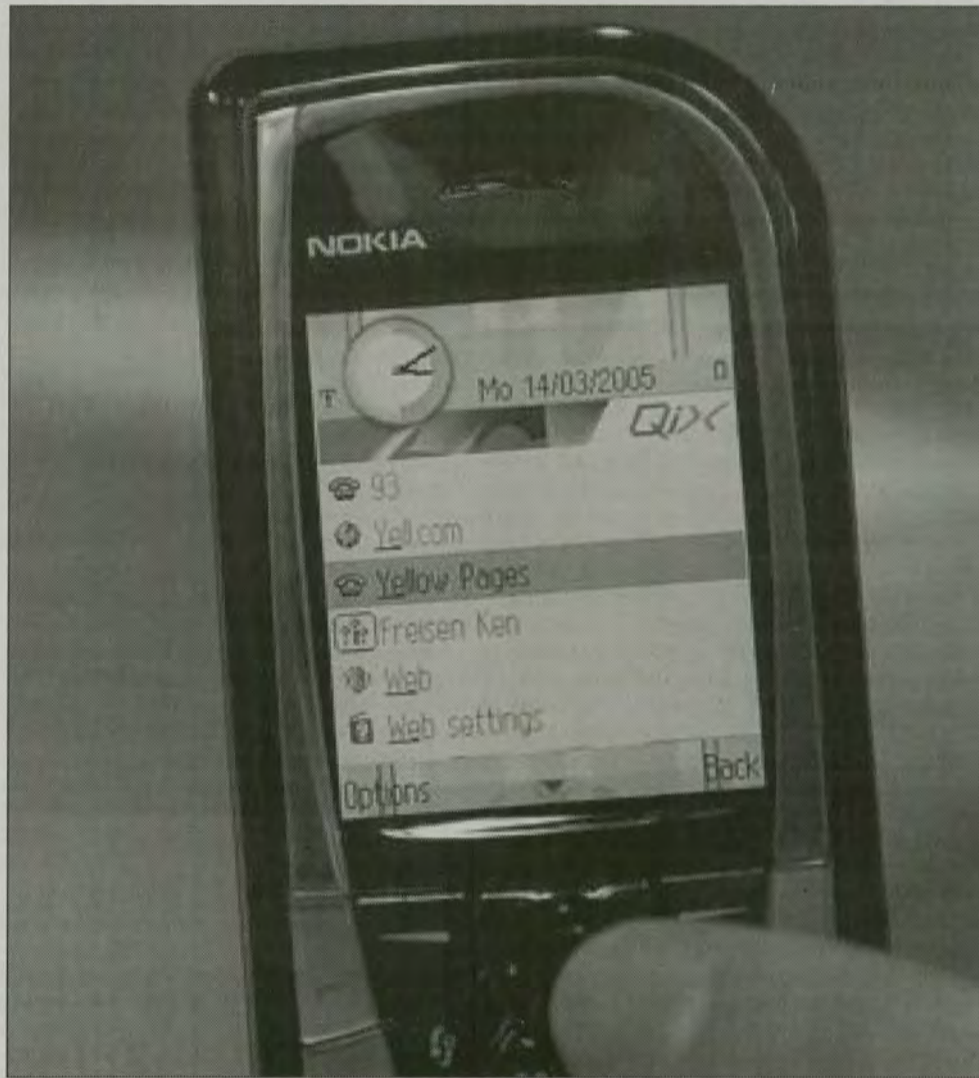 NOKIA
Mo 14/03/2005
Qix
93
Yell.com
Yellow Pages
Freisen Ken
Web
Web settings
Options
Back